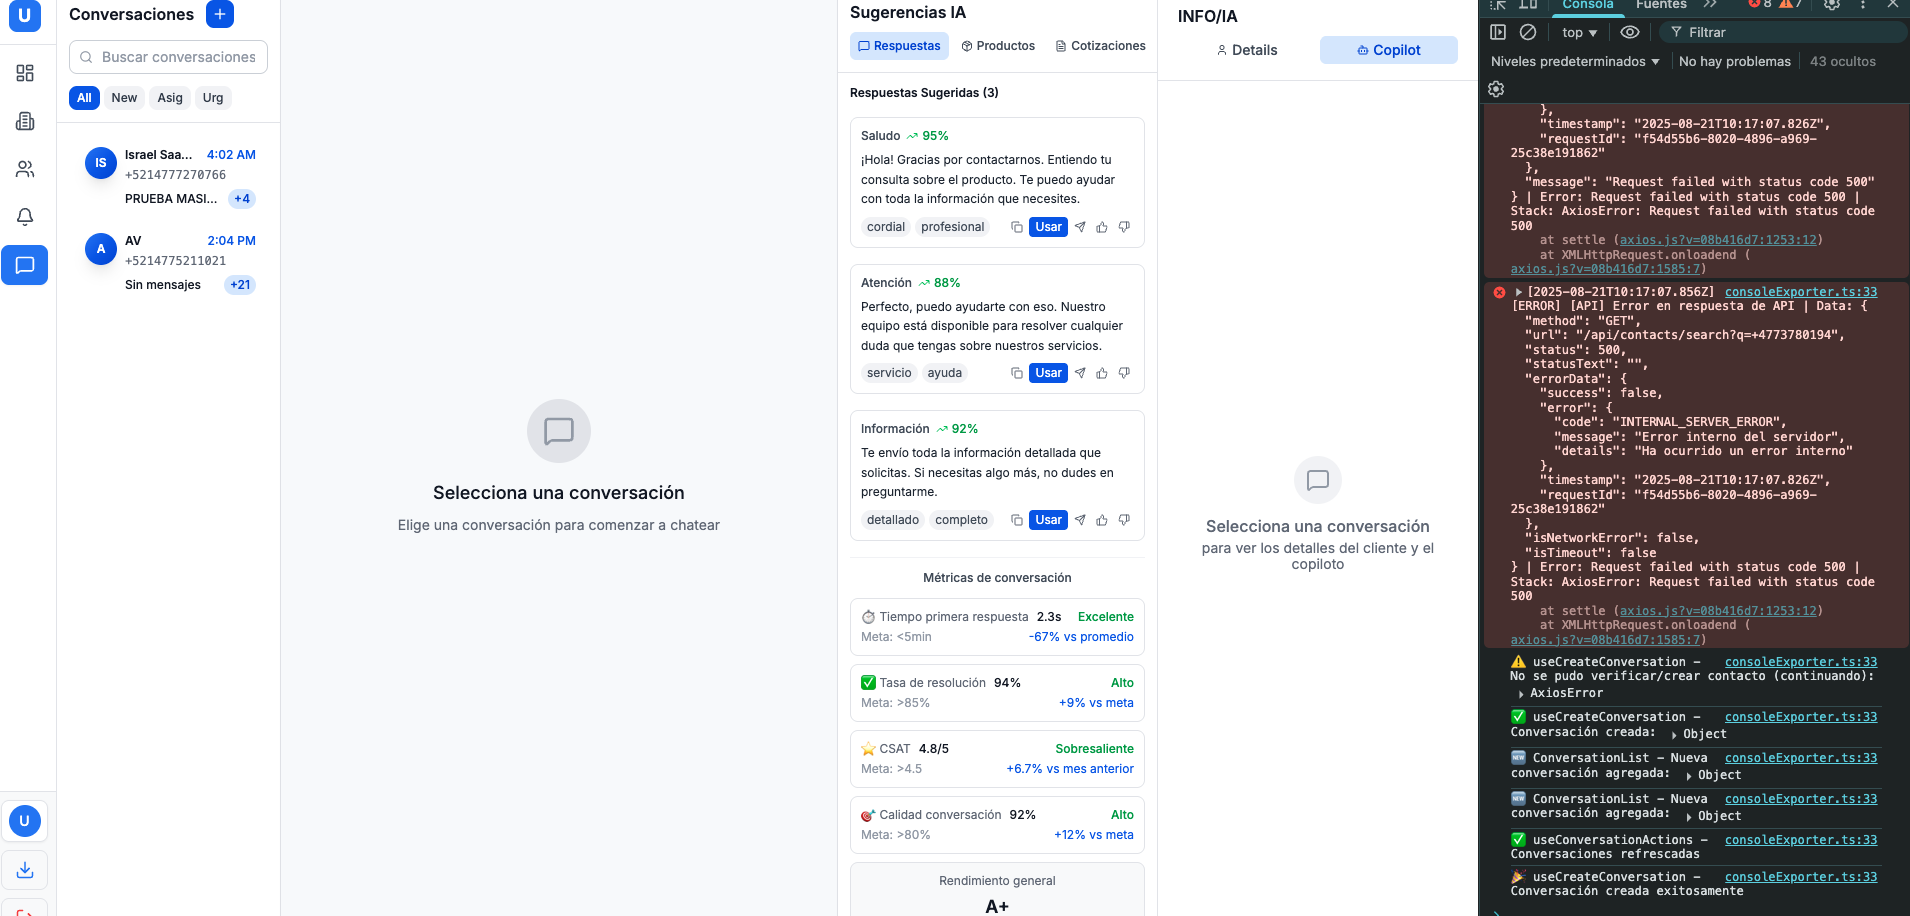 U
Conversaciones
+
Buscar conversaciones
All
New
Asig
Urg
IS
Israel Saa...
4:02 AM
+5214777270766
PRUEBA MASI...
+4
A
AV
2:04 PM
+5214775211021
Sin mensajes
+21
U
Selecciona una conversación
Elige una conversación para comenzar a chatear
Sugerencias IA
Respuestas
Productos
Cotizaciones
Respuestas Sugeridas (3)
Saludo
95%
¡Hola! Gracias por contactarnos. Entiendo tu
consulta sobre el producto. Te puedo ayudar
con toda la información que necesites.
cordial
profesional
Usar
Atención
88%
Perfecto, puedo ayudarte con eso. Nuestro
equipo está disponible para resolver cualquier
duda que tengas sobre nuestros servicios.
servicio
ayuda
Usar
Información
92%
Te envío toda la información detallada que
solicitas. Si necesitas algo más, no dudes en
preguntarme.
detallado
completo
Usar
Métricas de conversación
Tiempo primera respuesta 2.3s
Excelente
Meta: <5min
-67% vs promedio
Tasa de resolución 94%
Alto
Meta: >85%
+9% vs meta
CSAT 4.8/5
Sobresaliente
Meta: >4.5
+6.7% vs mes anterior
Calidad conversación 92%
Alto
Meta: >80%
+12% vs meta
Rendimiento general
A+
INFO/IA
Details
Copilot
Selecciona una conversación
para ver los detalles del cliente y el
copiloto
Consola
Fuentes
8
7
top
Filtrar
Niveles predeterminados
No hay problemas
43 ocultos
},
"timestamp": "2025-08-21T10:17:07.826Z",
"requestId": "f54d55b6-8020-4896-a969-
25c38e191862"
},
"message": "Request failed with status code 500"
} | Error: Request failed with status code 500 |
Stack: AxiosError: Request failed with status code
500
at settle (axios.js?v=08b416d7:1253:12)
at XMLHttpRequest.onloadend (
axios.js?v=08b416d7:1585:7)
[2025-08-21T10:17:07.856Z] consoleExporter.ts:33
[ERROR] [API] Error en respuesta de API | Data: {
"method": "GET",
"url": "/api/contacts/search?q=+4773780194",
"status": 500,
"statusText": "",
"errorData": {
"success": false,
"error": {
"code": "INTERNAL_SERVER_ERROR",
"message": "Error interno del servidor",
"details": "Ha ocurrido un error interno"
},
"timestamp": "2025-08-21T10:17:07.826Z",
"requestId": "f54d55b6-8020-4896-a969-
25c38e191862"
},
"isNetworkError": false,
"isTimeout": false
} | Error: Request failed with status code 500 |
Stack: AxiosError: Request failed with status code
500
at settle (axios.js?v=08b416d7:1253:12)
at XMLHttpRequest.onloadend (
axios.js?v=08b416d7:1585:7)
useCreateConversation – consoleExporter.ts:33
No se pudo verificar/crear contacto (continuando):
AxiosError
useCreateConversation – consoleExporter.ts:33
Conversación creada: Object
ConversationList – Nueva consoleExporter.ts:33
conversación agregada: Object
ConversationList – Nueva consoleExporter.ts:33
conversación agregada: Object
useConversationActions – consoleExporter.ts:33
Conversaciones refrescadas
useCreateConversation – consoleExporter.ts:33
Conversación creada exitosamente